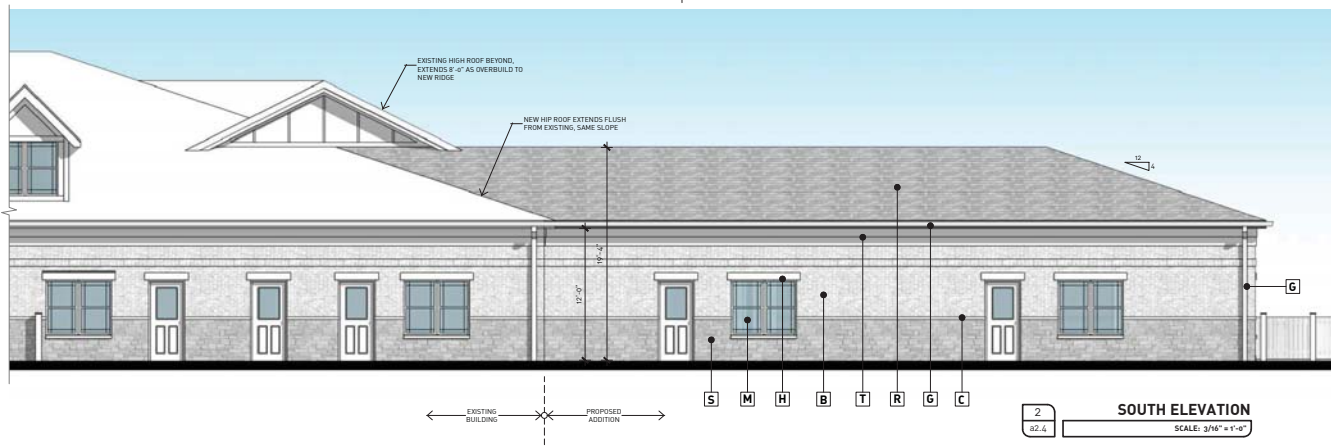 EXISTING HIGH ROOF BEYOND,
EXTENDS 8'-0" AS OVERBUILD TO
NEW RIDGE
NEW HIP ROOF EXTENDS FLUSH
FROM EXISTING, SAME SLOPE
12
4
19'-4"
12'-0"
G
S M H B T R G C
EXISTING
BUILDING
PROPOSED
ADDITION
2
a2.4
SOUTH ELEVATION
SCALE: 3/16" = 1'-0"